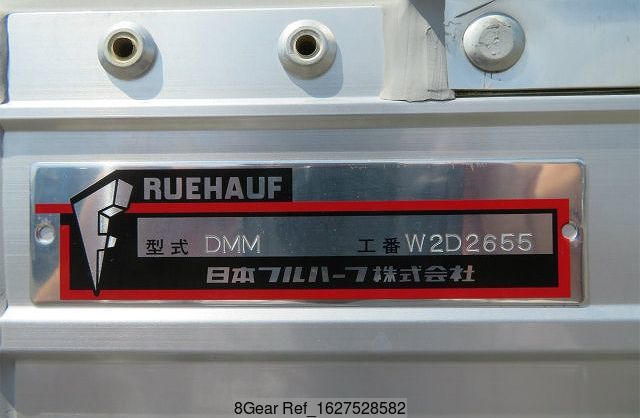 RUEHAUF
型式 DMM 工番 W2D2655
日本フルハーフ株式会社
8Gear Ref_1627528582